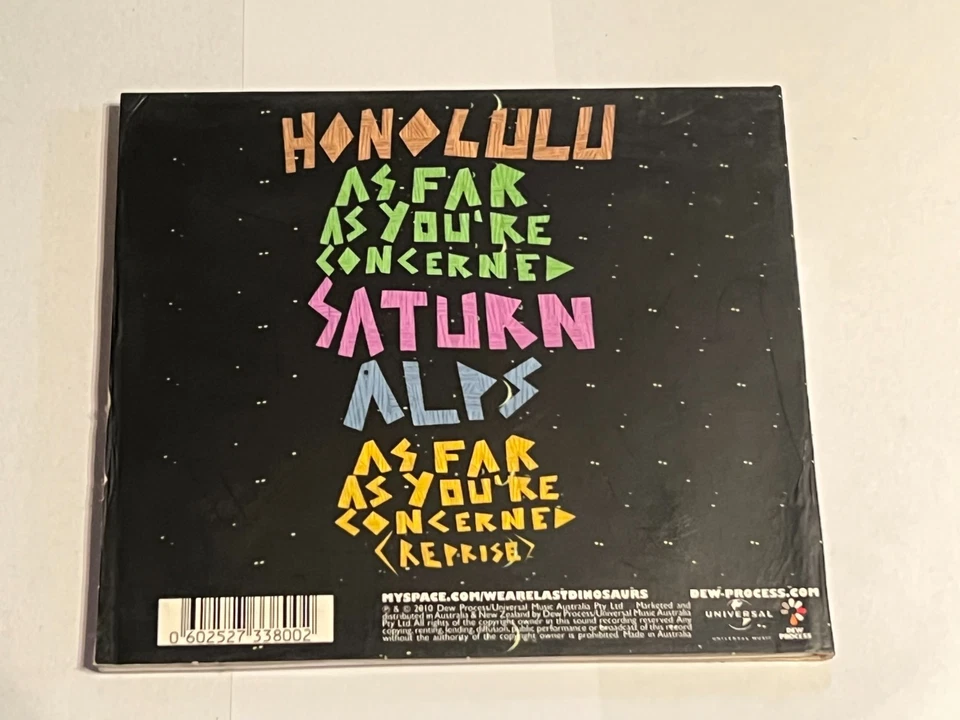 HONOLULU
AS FAR
AS YOU'RE
CONCERNED
SATURN
ALPS
AS FAR
AS YOU'RE
CONCERNED
(REPRISE)
MYSPACE.COM/WEARELASTDINOSAURS
DEW-PROCESS.COM
℗ & © 2010 Dew Process/Universal Music Australia Pty Ltd Marketed and
distributed in Australia & New Zealand by Dew Process/Universal Music Australia
Pty Ltd All rights of the copyright owner in this sound recording reserved Any
copying, renting, lending, diffusion, public performance or broadcast of this record
without the authority of the copyright owner is prohibited Made in Australia
UNIVERSAL
UNIVERSAL MUSIC
DEW
PROCESS
0 602527 338002